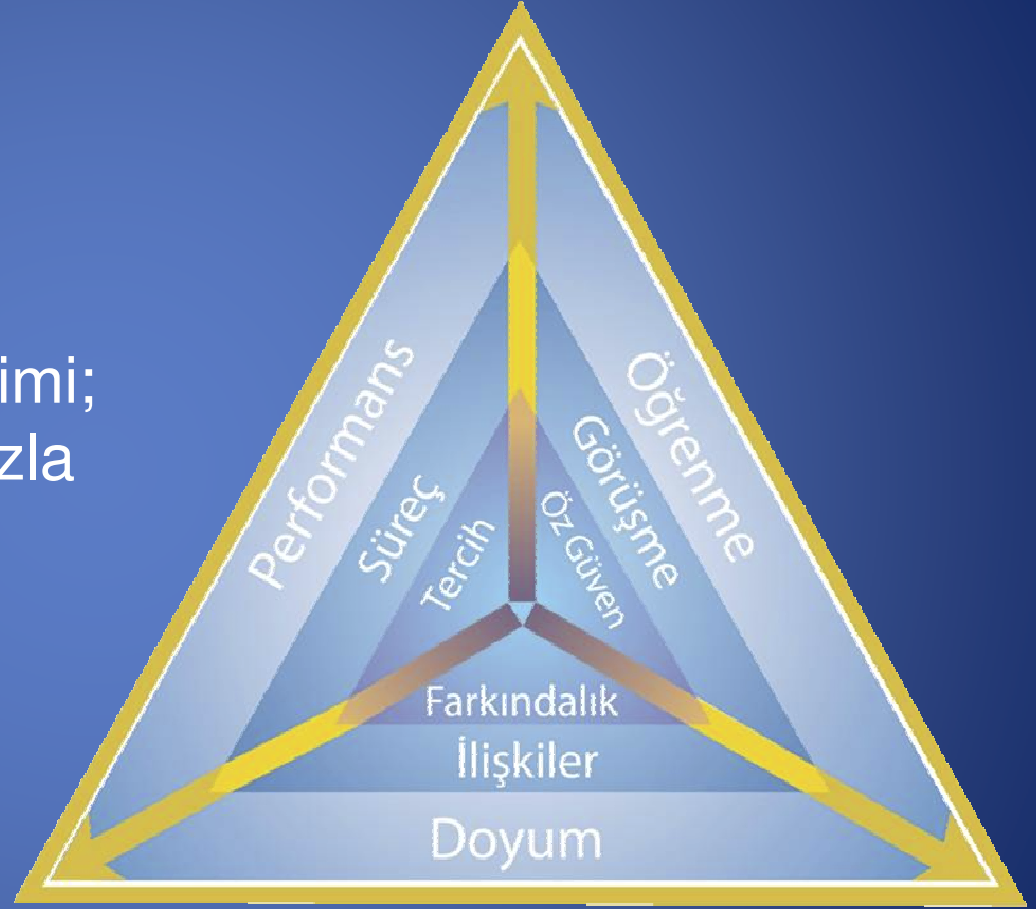 imi;
zla
Performans
Süreç
Tercih
Öğrenme
Görüşme
Öz Güven
Farkındalık
İlişkiler
Doyum